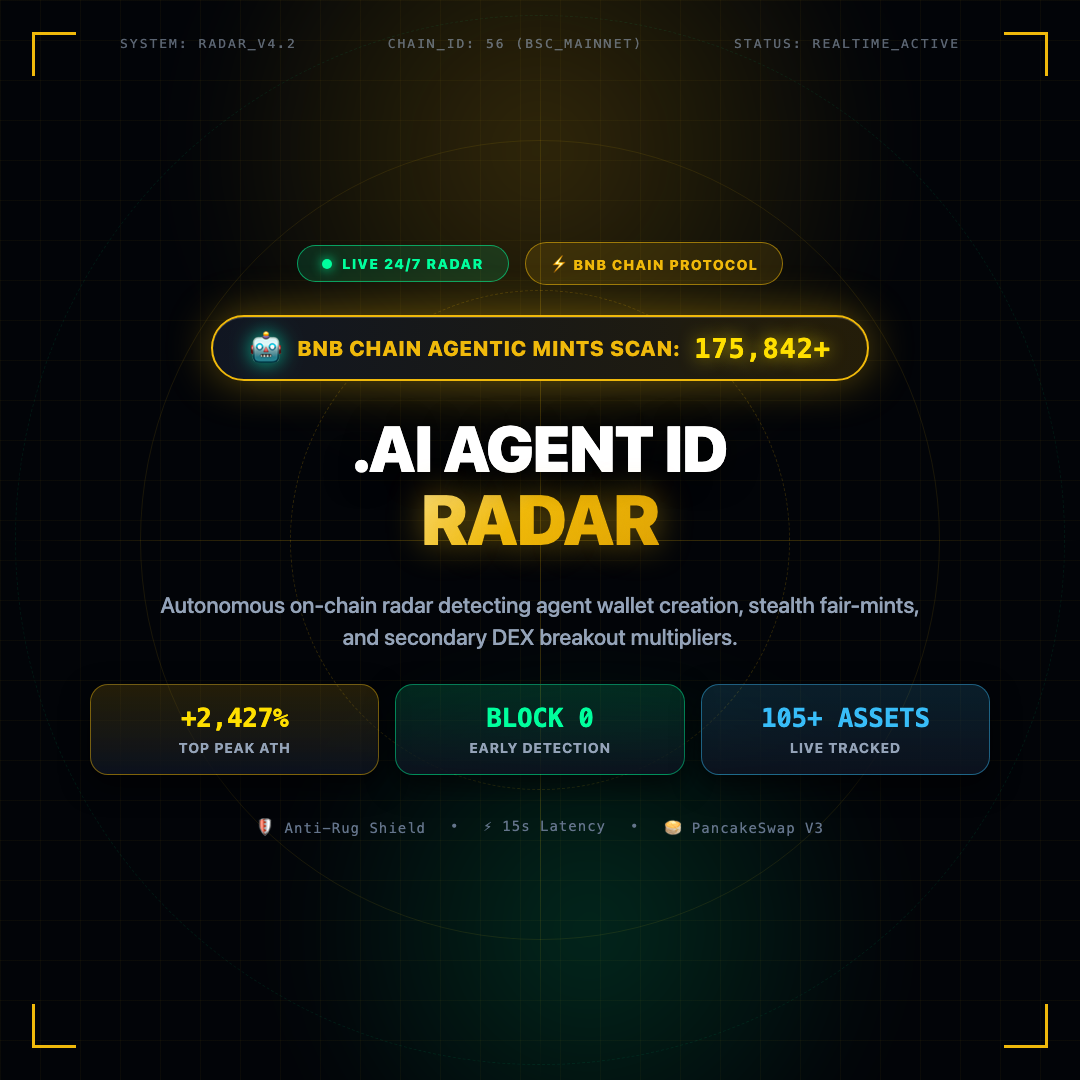 SYSTEM: RADAR_V4.2
CHAIN_ID: 56 (BSC_MAINNET)
STATUS: REALTIME_ACTIVE
LIVE 24/7 RADAR
⚡ BNB CHAIN PROTOCOL
🤖 BNB CHAIN AGENTIC MINTS SCAN: 175,842+
.AI AGENT ID
RADAR
Autonomous on-chain radar detecting agent wallet creation, stealth fair-mints,
and secondary DEX breakout multipliers.
+2,427%
TOP PEAK ATH
BLOCK 0
EARLY DETECTION
105+ ASSETS
LIVE TRACKED
🛡️ Anti-Rug Shield • ⚡ 15s Latency • 🥞 PancakeSwap V3